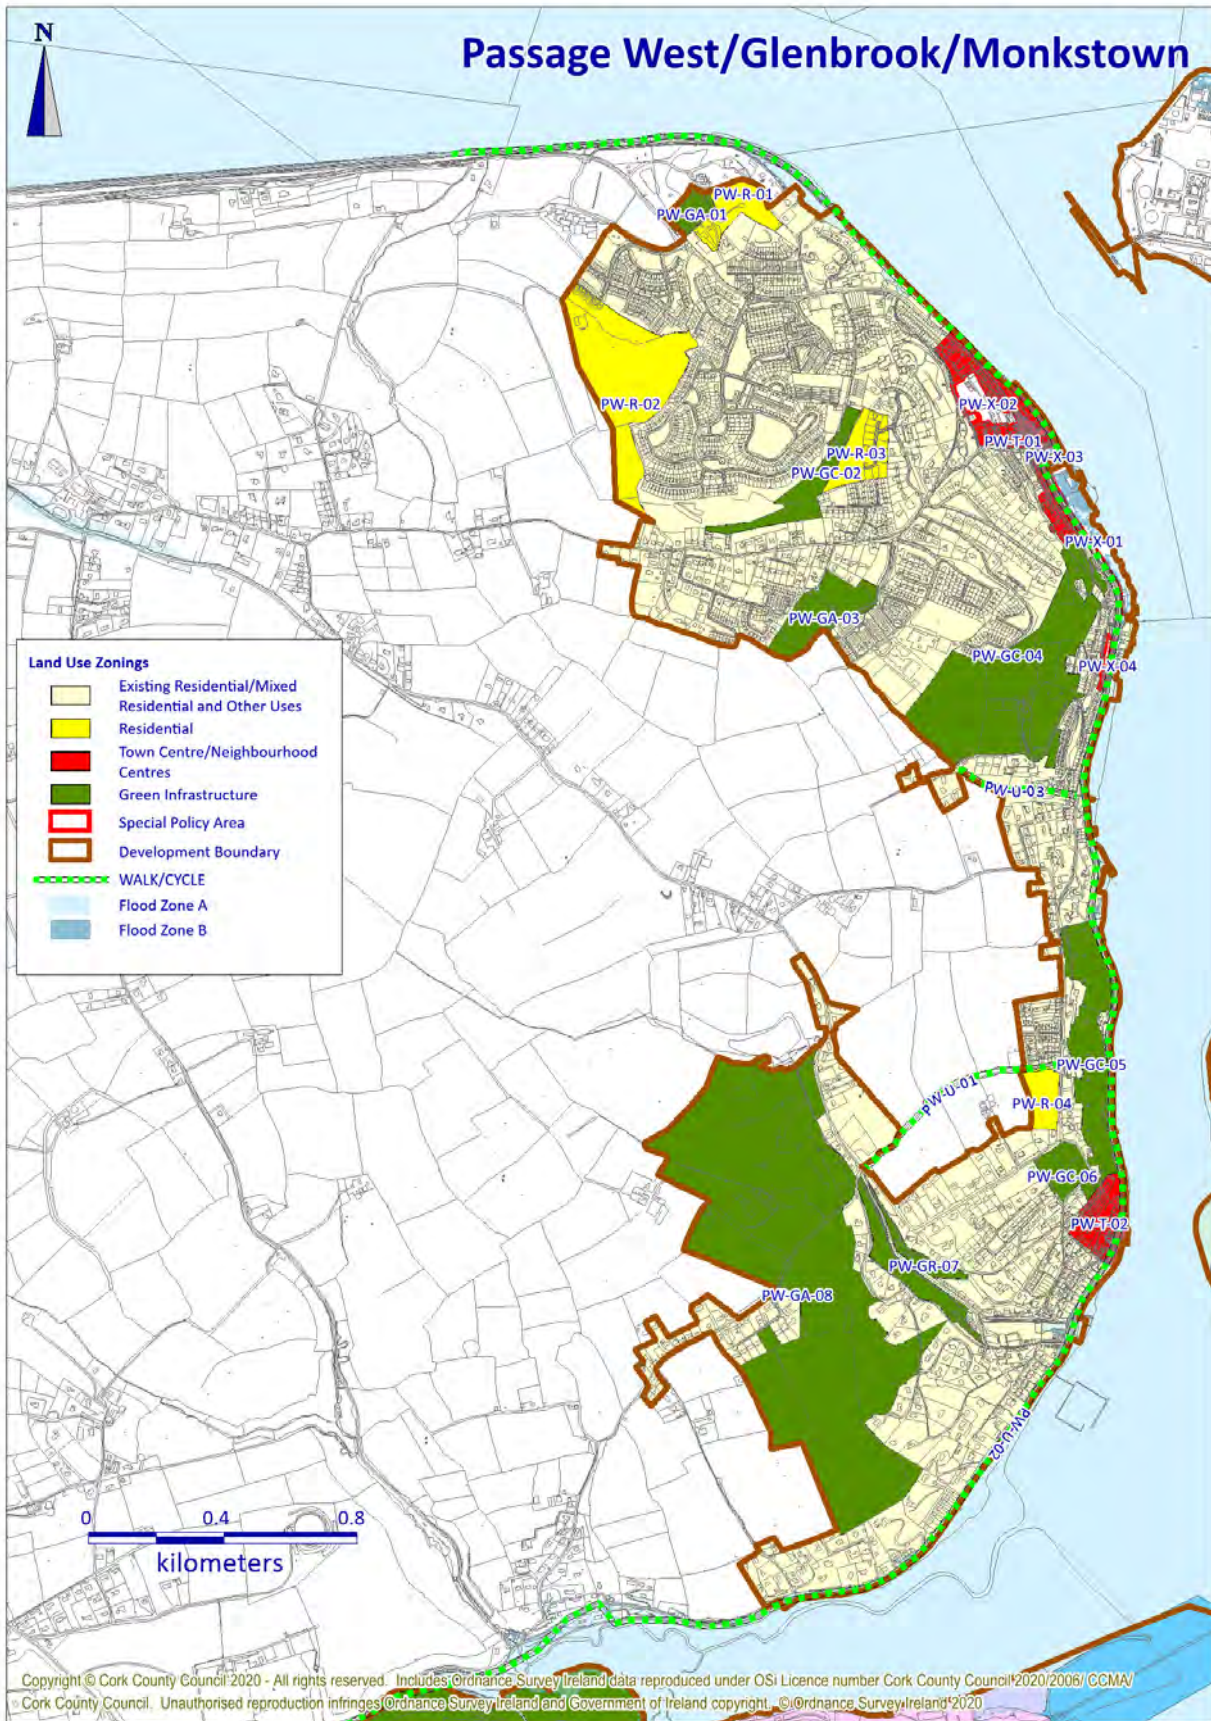 N
Passage West/Glenbrook/Monkstown
PW-R-01
PW-GA-01
PW-R-02
PW-X-02
PW-T-01
PW-X-03
PW-R-03
PW-GC-02
PW-X-01
PW-GA-03
PW-GC-04
PW-X-04
PW-U-03
Land Use Zonings
Existing Residential/Mixed
Residential and Other Uses
Residential
Town Centre/Neighbourhood
Centres
Green Infrastructure
Special Policy Area
Development Boundary
WALK/CYCLE
Flood Zone A
Flood Zone B
PW-GC-05
PW-U-01
PW-R-04
PW-GC-06
PW-T-02
PW-GR-07
PW-GA-08
PW-U-02
0 0.4 0.8
kilometers
Copyright © Cork County Council 2020 - All rights reserved. Includes Ordnance Survey Ireland data reproduced under OSi Licence number Cork County Council 2020/2006/ CCMA/
Cork County Council. Unauthorised reproduction infringes Ordnance Survey Ireland and Government of Ireland copyright. © Ordnance Survey Ireland 2020